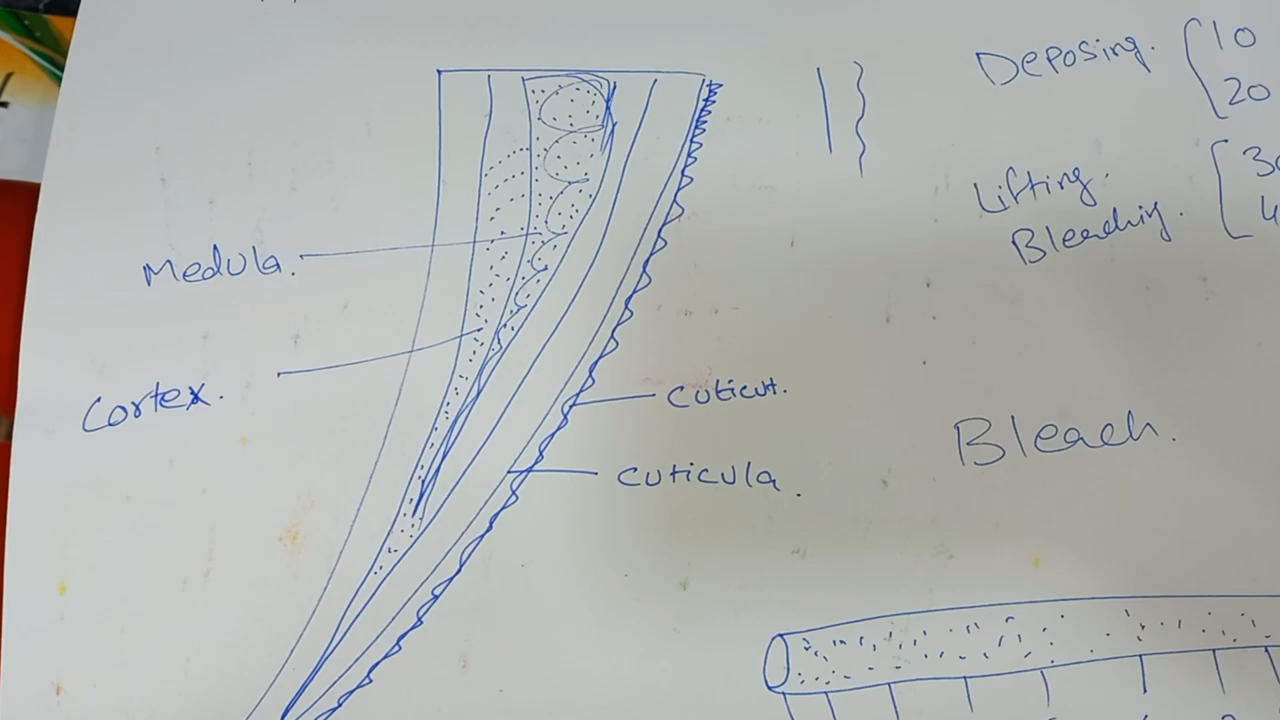 Deposing. 10
20
Lifting.
Bleaching.
Medula.
Cortex.
cuticut.
cuticula.
Bleach.